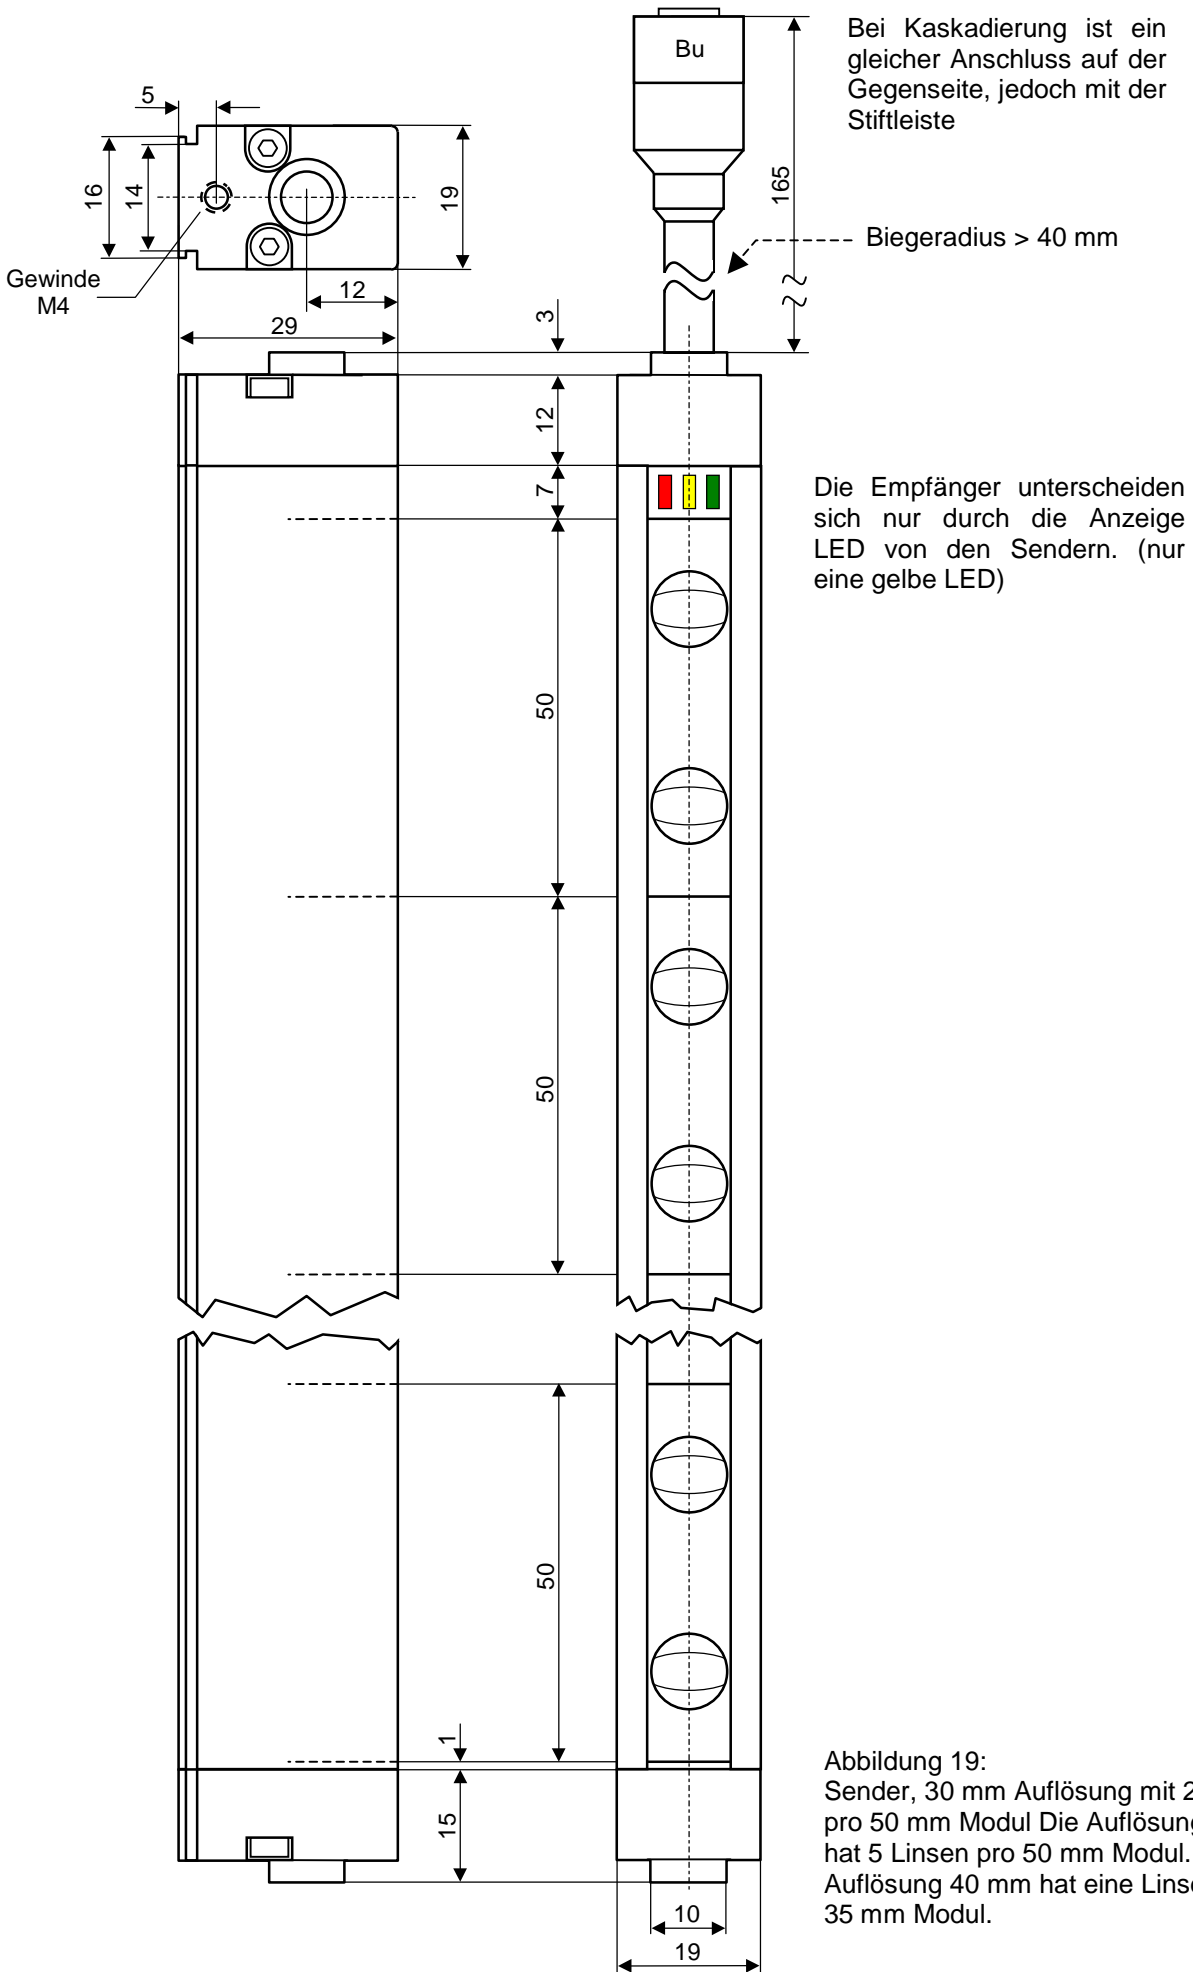 Bei Kaskadierung ist ein
gleicher Anschluss auf der
Gegenseite, jedoch mit der
Stiftleiste
Bu
5
16
14
19
165
Biegeradius > 40 mm
Gewinde
M4
12
29
3
12
7
Die Empfänger unterscheiden
sich nur durch die Anzeige
LED von den Sendern. (nur
eine gelbe LED)
50
50
50
1
15
Abbildung 19:
Sender, 30 mm Auflösung mit 2
pro 50 mm Modul Die Auflösung
hat 5 Linsen pro 50 mm Modul.
Auflösung 40 mm hat eine Linse
35 mm Modul.
10
19